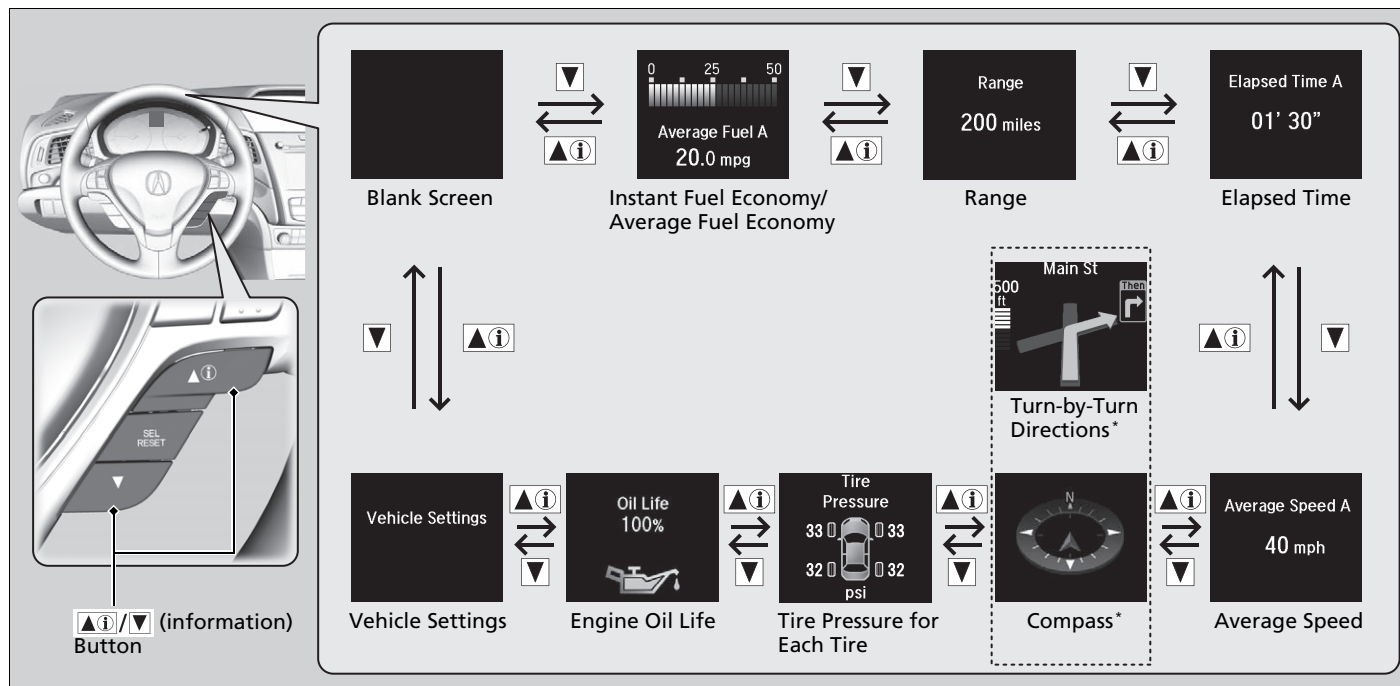 0 25 50
Average Fuel A
20.0 mpg
Range
200 miles
Elapsed Time A
01' 30"
Blank Screen
Instant Fuel Economy/
Average Fuel Economy
Range
Elapsed Time
▼
▲ⓘ
▼
▲ⓘ
▼
▲ⓘ
▼
▲ⓘ
Main St
500
ft
Then
Turn-by-Turn
Directions*
▲ⓘ
▼
▲ⓘ
SEL
RESET
▼
Vehicle Settings
Oil Life
100%
Tire
Pressure
33 33
32 32
psi
N
Average Speed A
40 mph
▲ⓘ
▼
▲ⓘ
▼
▲ⓘ
▼
▲ⓘ
▼
Vehicle Settings
Engine Oil Life
Tire Pressure for
Each Tire
Compass*
Average Speed
▲ⓘ/▼ (information)
Button